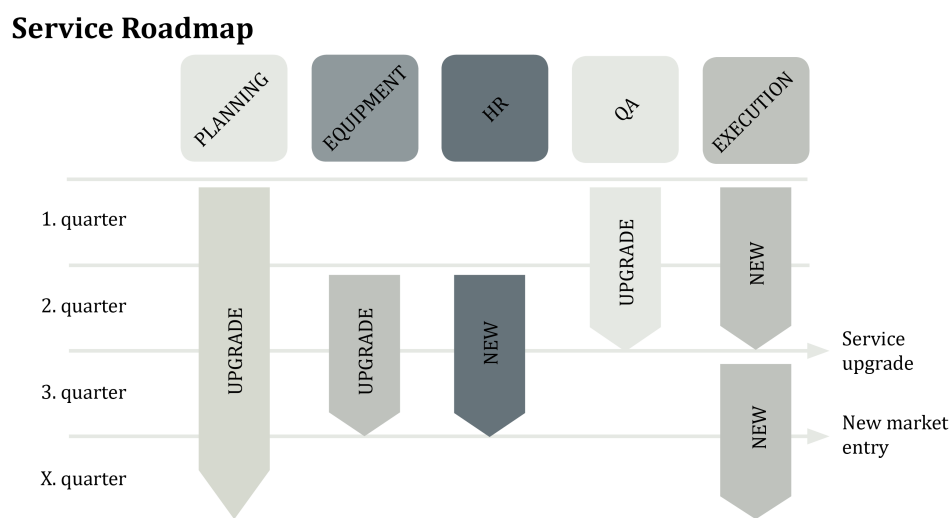 Service Roadmap
PLANNING
EQUIPMENT
HR
QA
EXECUTION
1. quarter
UPGRADE
NEW
2. quarter
UPGRADE
UPGRADE
NEW
Service
upgrade
3. quarter
NEW
New market
entry
X. quarter